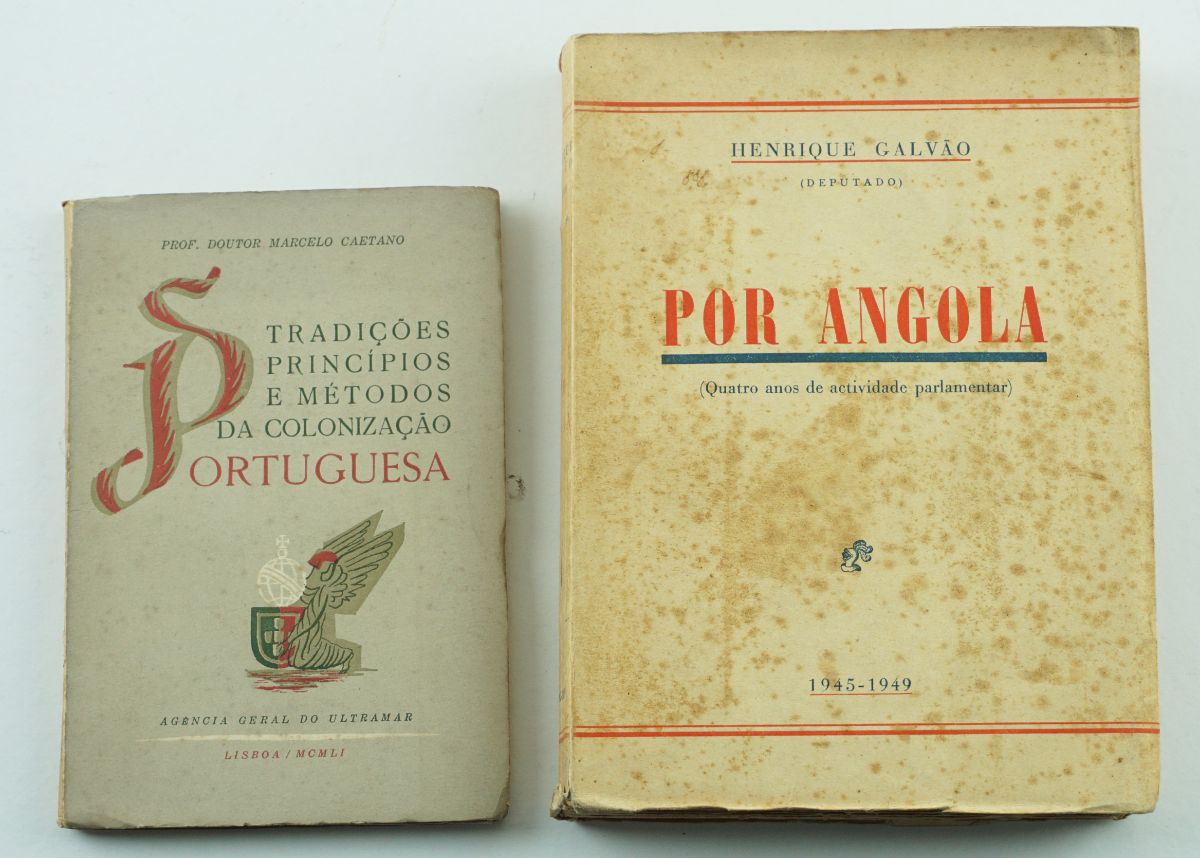 PROF. DOUTOR MARCELO CAETANO
TRADIÇÕES
PRINCÍPIOS
E MÉTODOS
DA COLONIZAÇÃO
PORTUGUESA
AGÊNCIA GERAL DO ULTRAMAR
LISBOA / MCMLI
HENRIQUE GALVÃO
(DEPUTADO)
POR ANGOLA
(Quatro anos de actividade parlamentar)
1945-1949